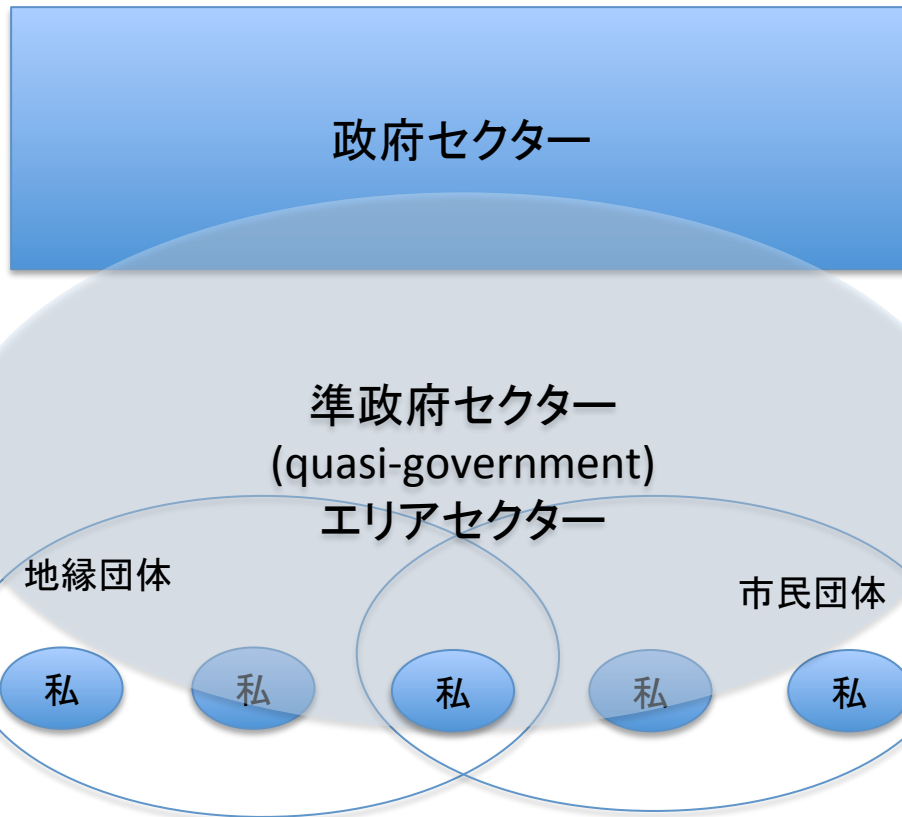 政府セクター
準政府セクター
(quasi-government)
エリアセクター
地縁団体
市民団体
私
私
私
私
私